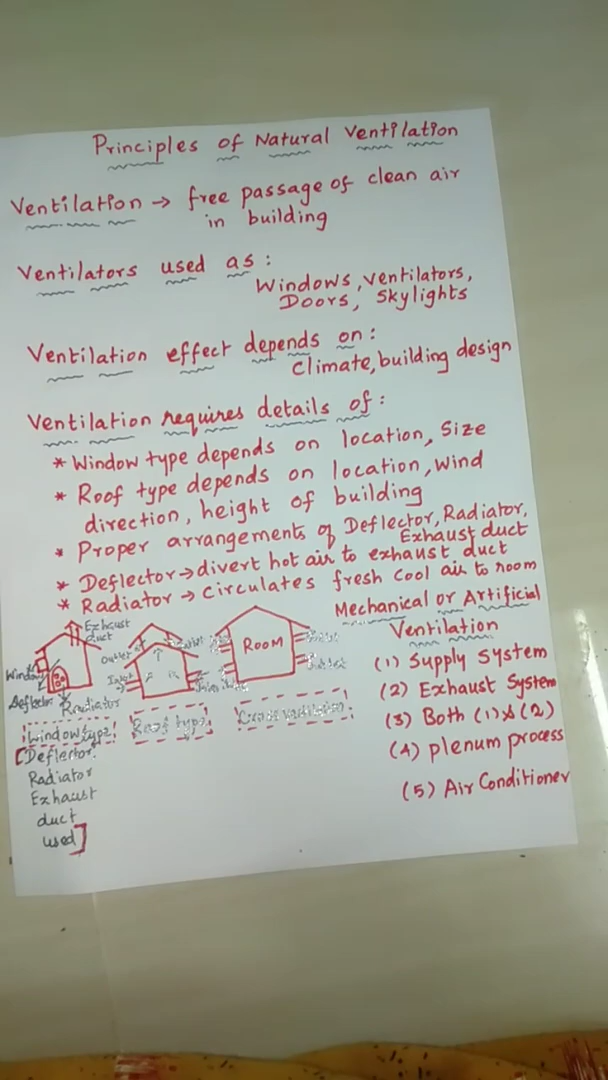 Principles of Natural Ventilation
Ventilation → free passage of clean air
in building
Ventilators used as :
Windows, ventilators,
Doors, Skylights
Ventilation effect depends on :
Climate, building design
Ventilation requires details of :
* Window type depends on location, Size
* Roof type depends on location, Wind
direction, height of building
* Proper arrangements of Deflector, Radiator,
Exhaust duct
* Deflector → divert hot air to exhaust duct
* Radiator → Circulates fresh cool air to room
Exhaust
duct
Window
Deflector
Radiator
Outlet
Inlet
ROOM
Window type
Roof type
Cross ventilation
[Deflector,
Radiator
Exhaust
duct
used]
Mechanical or Artificial
Ventilation
(1) Supply System
(2) Exhaust System
(3) Both (1) & (2)
(4) plenum process
(5) Air Conditioner